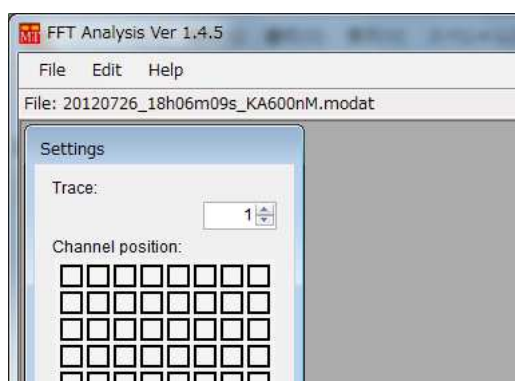 FFT Analysis Ver 1.4.5
File Edit Help
File: 20120726_18h06m09s_KA600nM.modat
Settings
Trace:
1
Channel position: